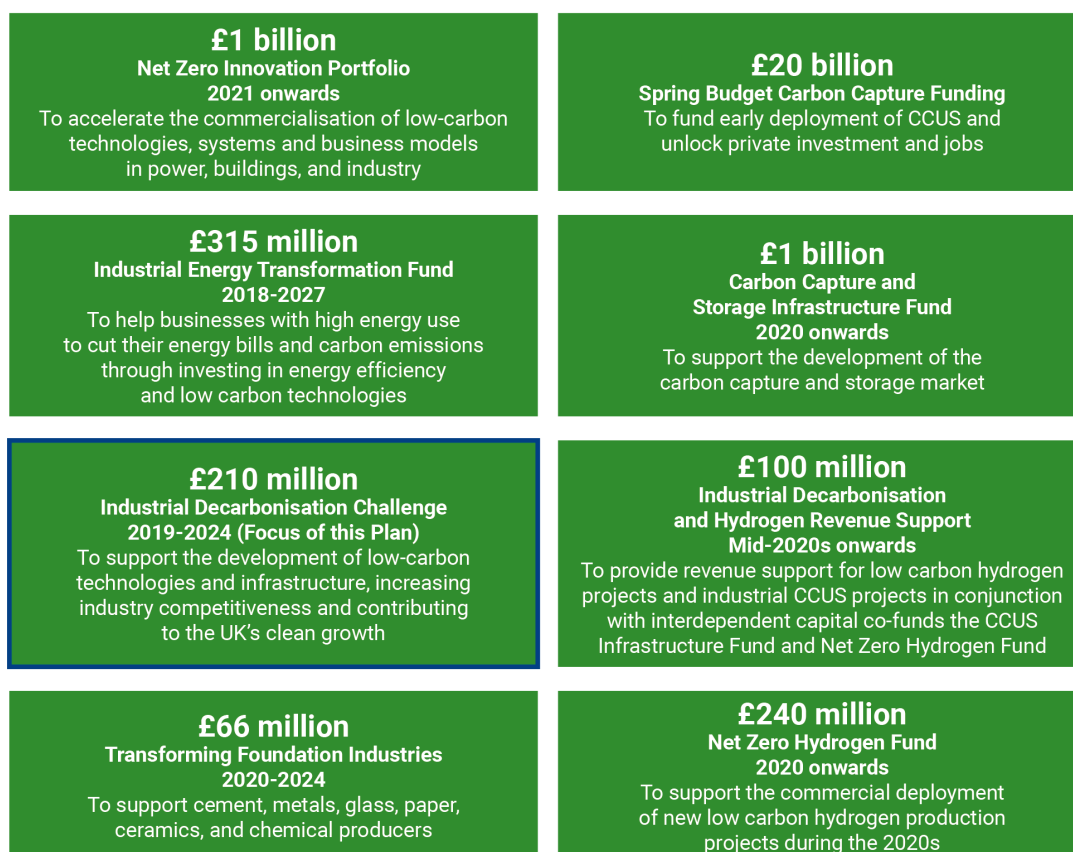 £1 billion
Net Zero Innovation Portfolio
2021 onwards
To accelerate the commercialisation of low-carbon
technologies, systems and business models
in power, buildings, and industry
£20 billion
Spring Budget Carbon Capture Funding
To fund early deployment of CCUS and
unlock private investment and jobs
£315 million
Industrial Energy Transformation Fund
2018-2027
To help businesses with high energy use
to cut their energy bills and carbon emissions
through investing in energy efficiency
and low carbon technologies
£1 billion
Carbon Capture and
Storage Infrastructure Fund
2020 onwards
To support the development of the
carbon capture and storage market
£210 million
Industrial Decarbonisation Challenge
2019-2024 (Focus of this Plan)
To support the development of low-carbon
technologies and infrastructure, increasing
industry competitiveness and contributing
to the UK’s clean growth
£100 million
Industrial Decarbonisation
and Hydrogen Revenue Support
Mid-2020s onwards
To provide revenue support for low carbon hydrogen
projects and industrial CCUS projects in conjunction
with interdependent capital co-funds the CCUS
Infrastructure Fund and Net Zero Hydrogen Fund
£66 million
Transforming Foundation Industries
2020-2024
To support cement, metals, glass, paper,
ceramics, and chemical producers
£240 million
Net Zero Hydrogen Fund
2020 onwards
To support the commercial deployment
of new low carbon hydrogen production
projects during the 2020s